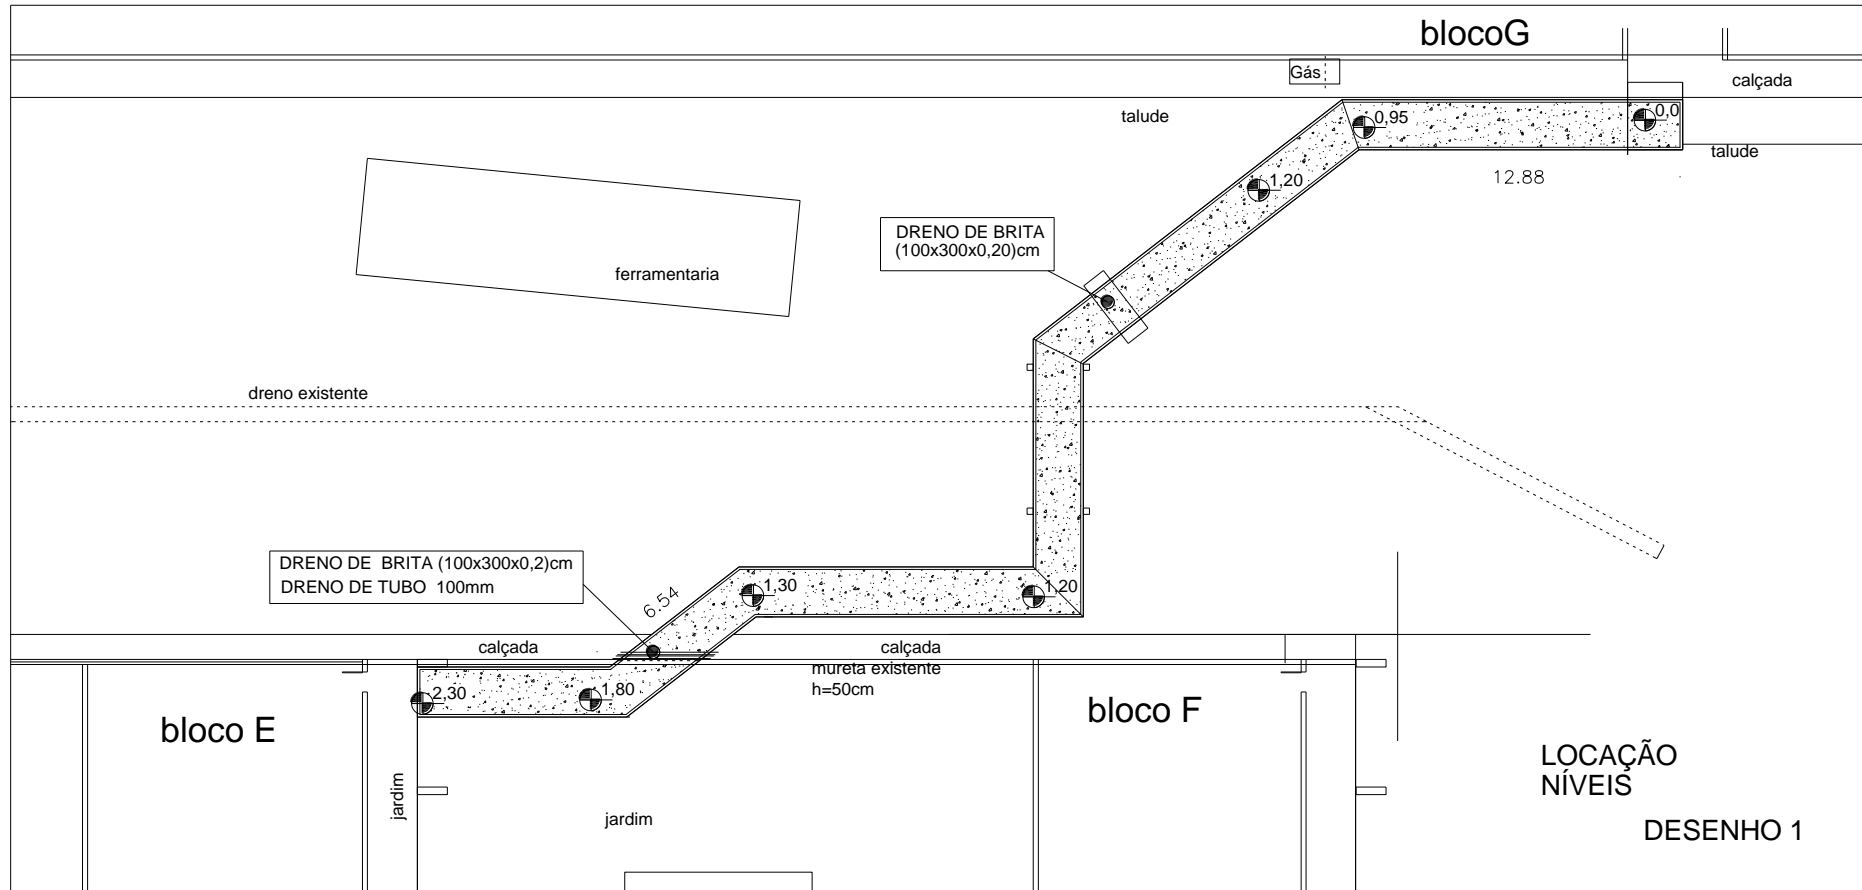 blocoG
Gás
calçada
talude
0,95
0,0
talude
12.88
1,20
DRENO DE BRITA
(100x300x0,20)cm
ferramentaria
dreno existente
DRENO DE  BRITA (100x300x0,2)cm
DRENO DE TUBO  100mm
6.54
1,30
1,20
calçada
calçada
mureta existente
h=50cm
2,30
1,80
bloco E
bloco F
jardim
jardim
LOCAÇÃO
NÍVEIS
DESENHO 1